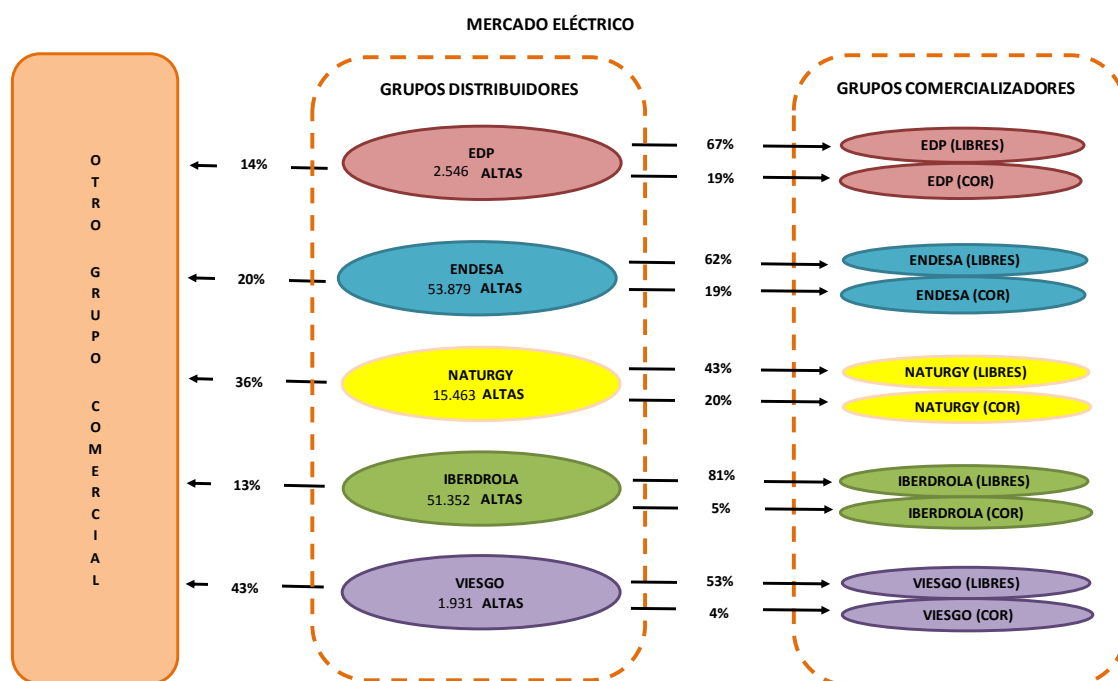 MERCADO ELÉCTRICO
OTRO GRUPO COMERCIAL
GRUPOS DISTRIBUIDORES
GRUPOS COMERCIALIZADORES
14%
EDP
2.546 ALTAS
67%
EDP (LIBRES)
19%
EDP (COR)
20%
ENDESA
53.879 ALTAS
62%
ENDESA (LIBRES)
19%
ENDESA (COR)
36%
NATURGY
15.463 ALTAS
43%
NATURGY (LIBRES)
20%
NATURGY (COR)
13%
IBERDROLA
51.352 ALTAS
81%
IBERDROLA (LIBRES)
5%
IBERDROLA (COR)
43%
VIESGO
1.931 ALTAS
53%
VIESGO (LIBRES)
4%
VIESGO (COR)